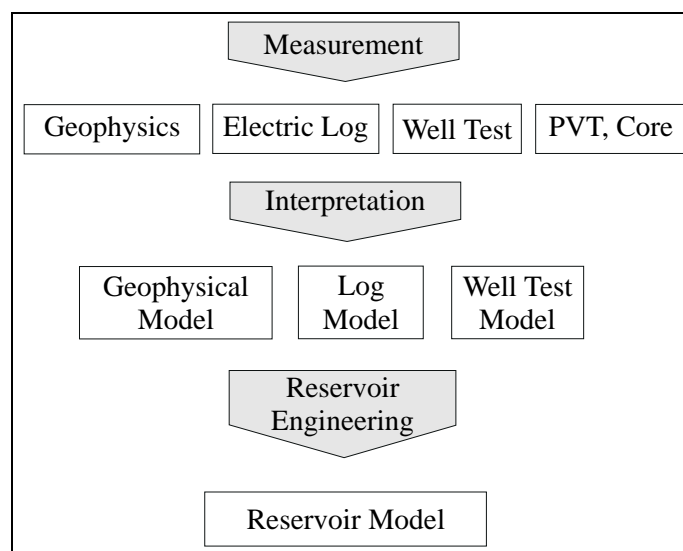 Measurement
Geophysics
Electric Log
Well Test
PVT, Core
Interpretation
Geophysical
Model
Log
Model
Well Test
Model
Reservoir
Engineering
Reservoir Model